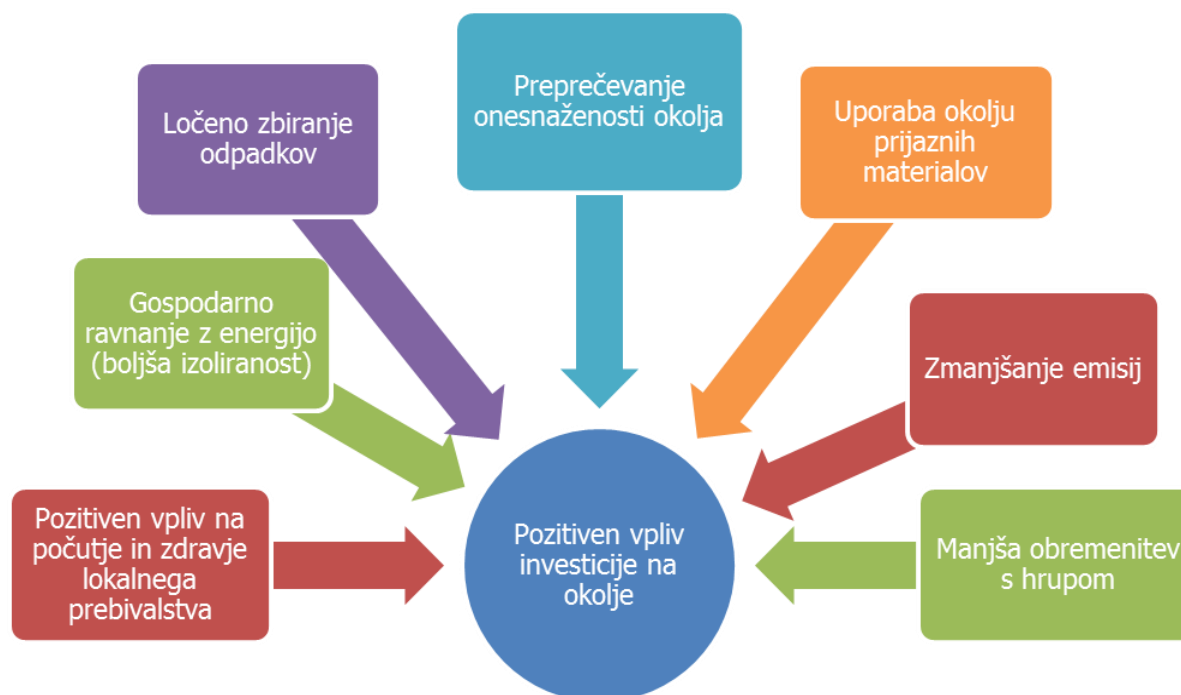 Preprečevanje
onesnaženosti okolja
Ločeno zbiranje
odpadkov
Uporaba okolju
prijaznih
materialov
Gospodarno
ravnanje z energijo
(boljša izoliranost)
Zmanjšanje emisij
Pozitiven vpliv na
počutje in zdravje
lokalnega
prebivalstva
Pozitiven vpliv
investicije na
okolje
Manjša obremenitev
s hrupom